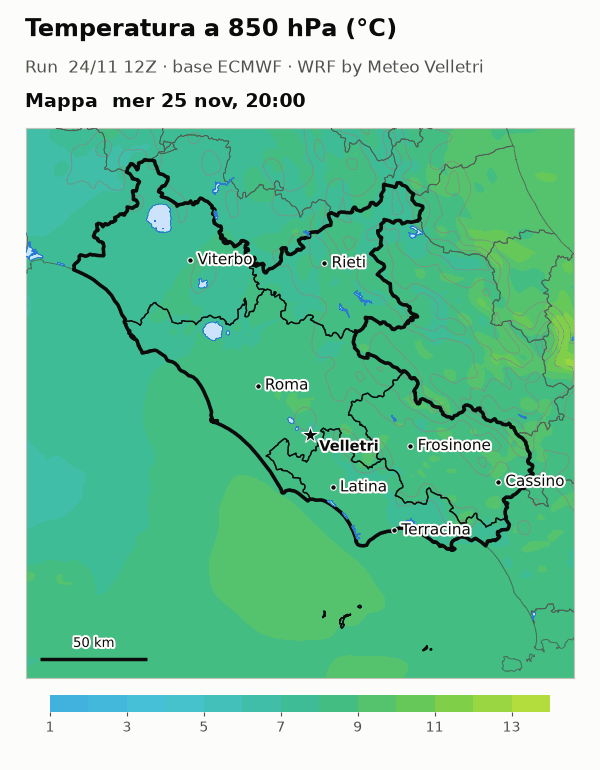 Temperatura a 850 hPa (°C)
Run  24/11 12Z · base ECMWF · WRF by Meteo Velletri
Mappa  mer 25 nov, 20:00
Viterbo
Rieti
Roma
Velletri
Frosinone
Cassino
Latina
Terracina
50 km
1 3 5 7 9 11 13